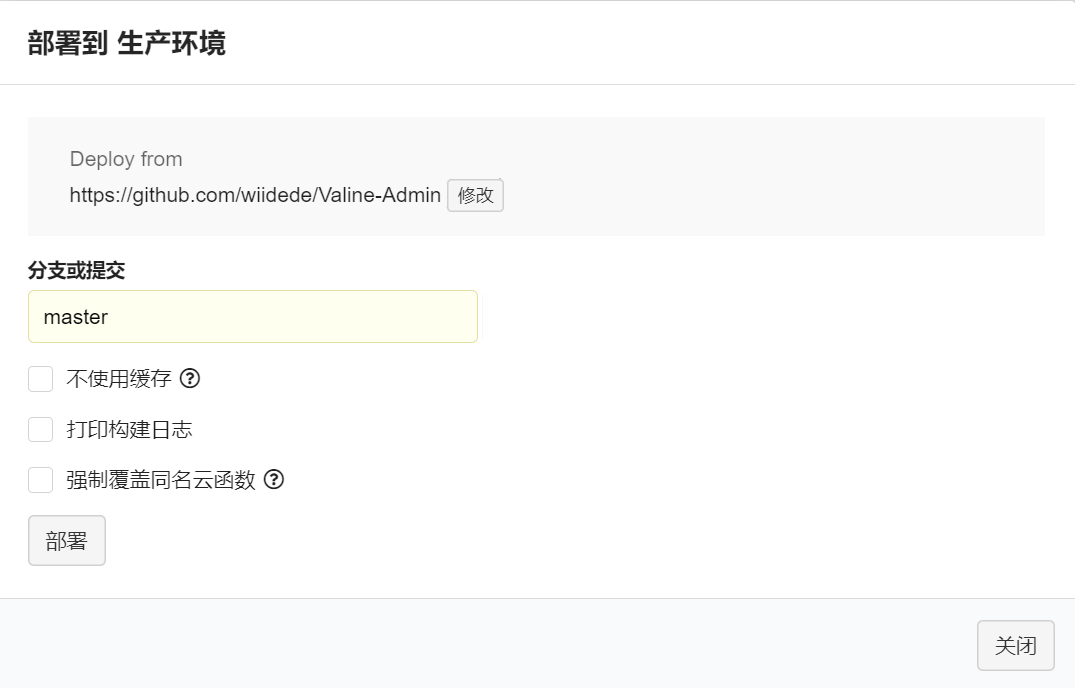 部署到 生产环境
Deploy from
https://github.com/wiidede/Valine-Admin 修改
分支或提交
master
不使用缓存
打印构建日志
强制覆盖同名云函数
部署
关闭